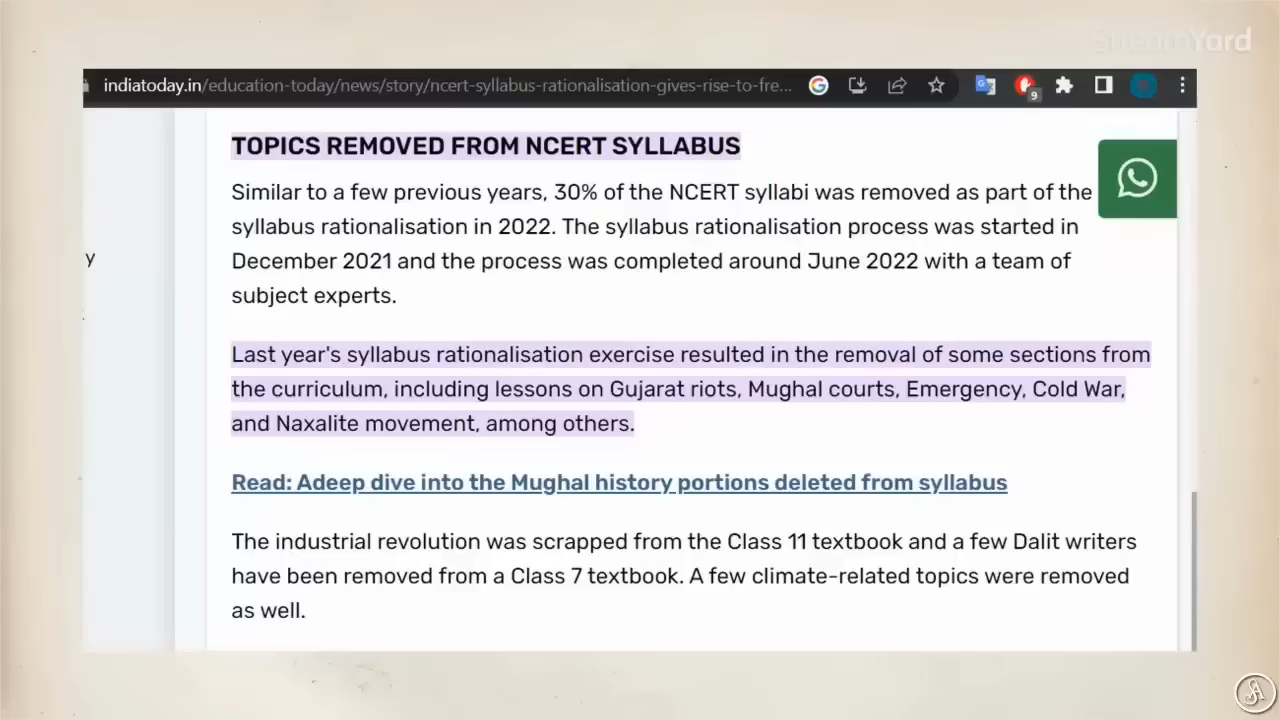 StreamYard
indiatoday.in/education-today/news/story/ncert-syllabus-rationalisation-gives-rise-to-fre...
9
TOPICS REMOVED FROM NCERT SYLLABUS
Similar to a few previous years, 30% of the NCERT syllabi was removed as part of the
syllabus rationalisation in 2022. The syllabus rationalisation process was started in
y
December 2021 and the process was completed around June 2022 with a team of
subject experts.
Last year's syllabus rationalisation exercise resulted in the removal of some sections from
the curriculum, including lessons on Gujarat riots, Mughal courts, Emergency, Cold War,
and Naxalite movement, among others.
Read: Adeep dive into the Mughal history portions deleted from syllabus
The industrial revolution was scrapped from the Class 11 textbook and a few Dalit writers
have been removed from a Class 7 textbook. A few climate-related topics were removed
as well.